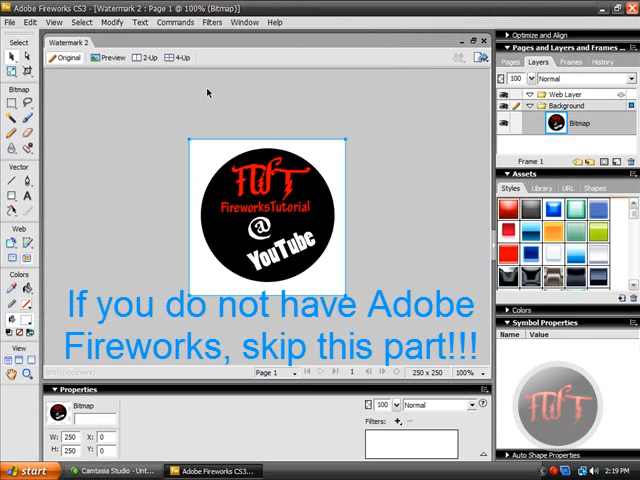 Adobe Fireworks CS3 - [Watermark 2 : Page 1 @ 100% (Bitmap)]
File Edit View Select Modify Text Commands Filters Window Help
Select
Bitmap
Vector
Web
Colors
View
Watermark 2
Original Preview 2-Up 4-Up
FWT
FireworksTutorial
@
YouTube
If you do not have Adobe
Fireworks, skip this part!!!
Page 1 1 250 x 250 100%
Properties
Bitmap
W: 250 X: 0
H: 250 Y: 0
100 Normal
Filters:
Optimize and Align
Pages and Layers and Frames ...
Pages Layers Frames History
100 Normal
Web Layer
Background
Bitmap
Frame 1
Assets
Styles Library URL Shapes
Colors
Symbol Properties
Name Value
FWT
Auto Shape Properties
start Camtasia Studio - Unt... Adobe Fireworks CS3... 2:19 PM